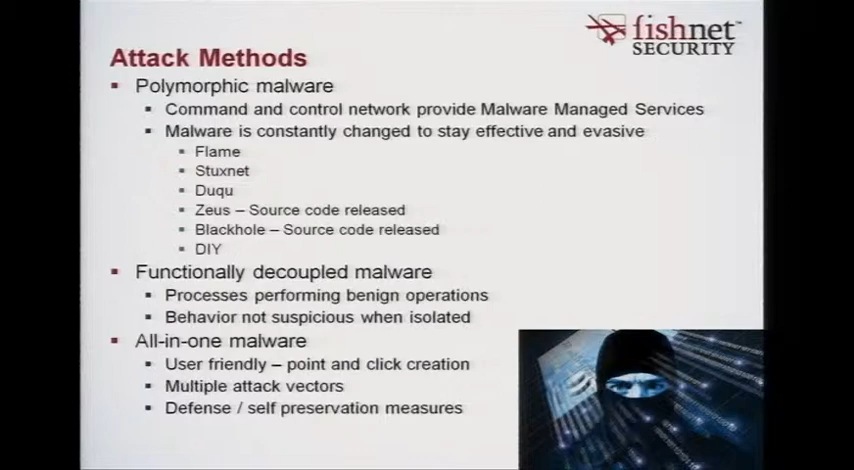 fishnet™
SECURITY
Attack Methods
Polymorphic malware
Command and control network provide Malware Managed Services
Malware is constantly changed to stay effective and evasive
Flame
Stuxnet
Duqu
Zeus – Source code released
Blackhole – Source code released
DIY
Functionally decoupled malware
Processes performing benign operations
Behavior not suspicious when isolated
All-in-one malware
User friendly – point and click creation
Multiple attack vectors
Defense / self preservation measures